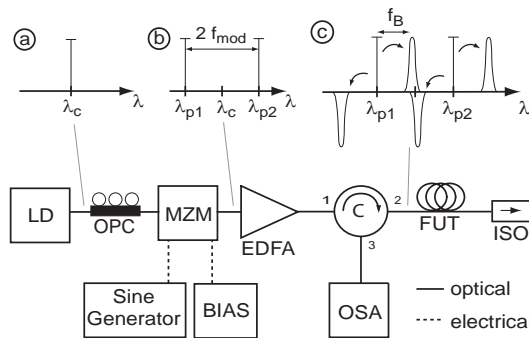 a
λc
λ
b
2 fmod
λp1
λc
λp2
λ
c
fB
λp1
λp2
λ
LD
OPC
MZM
EDFA
1
C
2
3
FUT
ISO
Sine
Generator
BIAS
OSA
optical
electrica